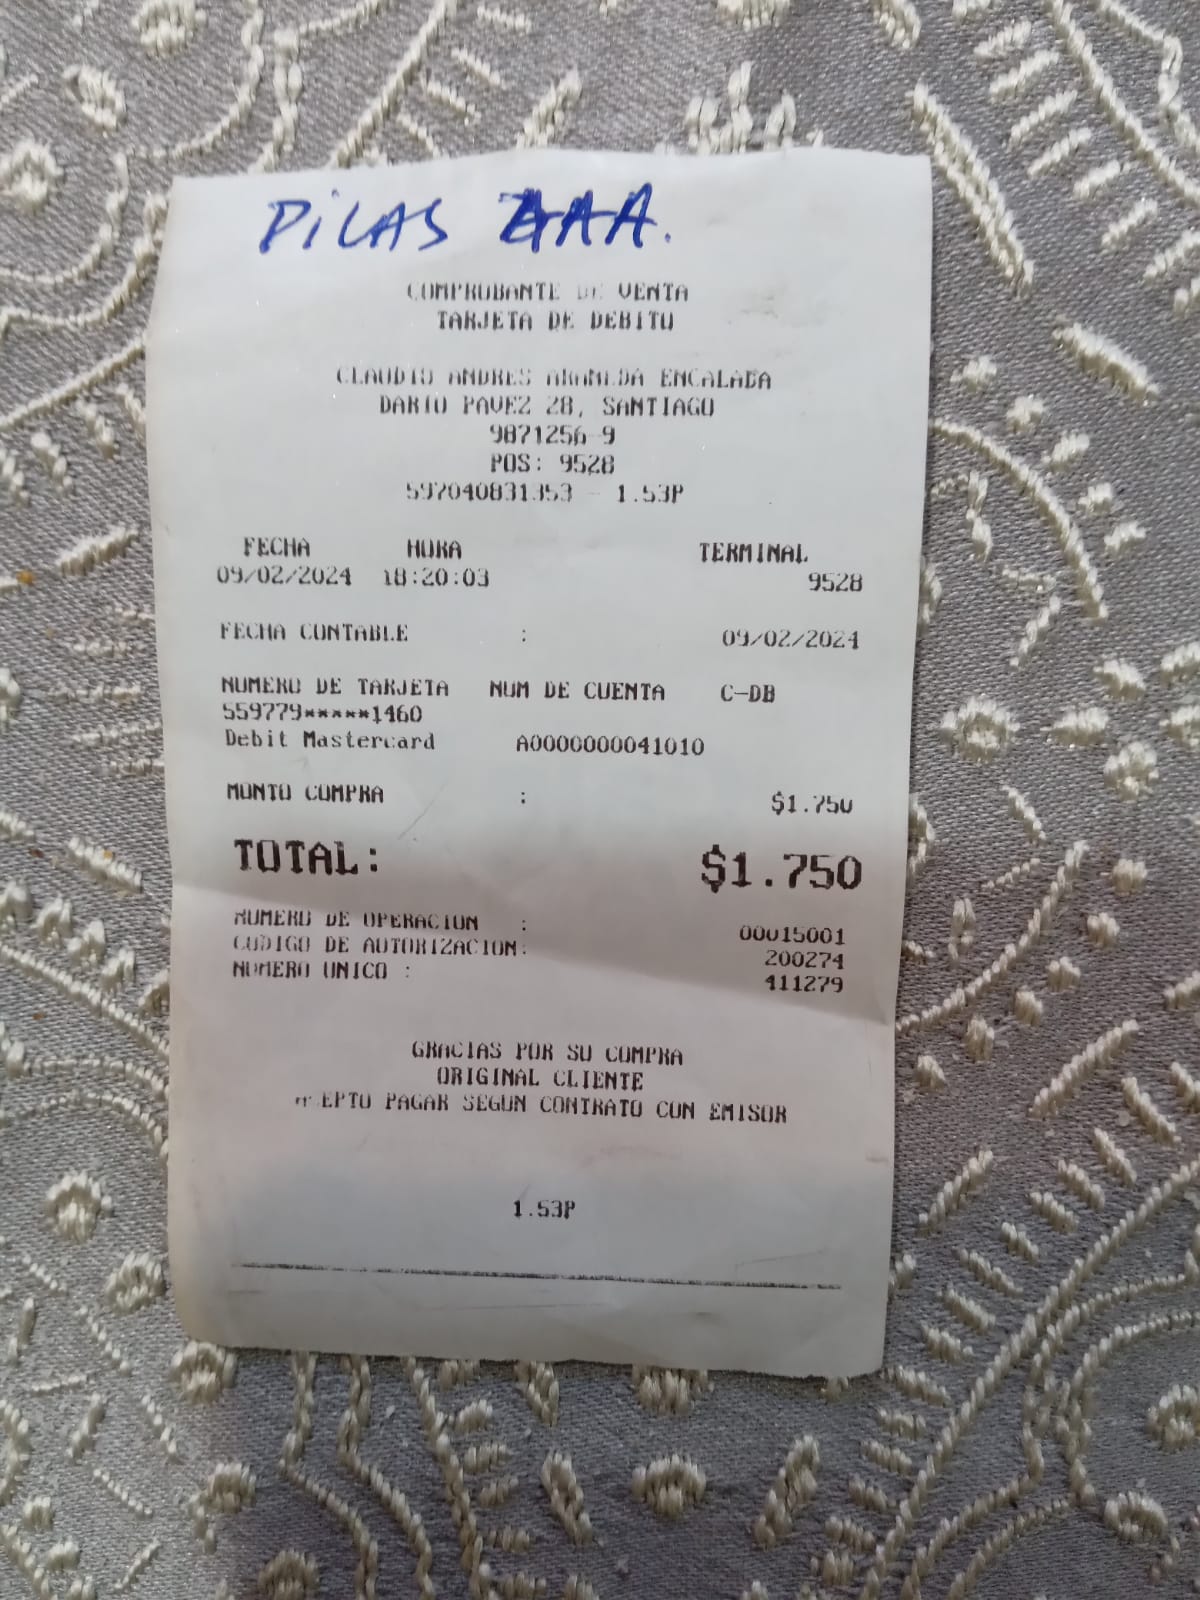 PILAS AAA.
COMPROBANTE DE VENTA
TARJETA DE DEBITO
CLAUDIO ANDRES ARAMEDA ENCALADA
DARIO PAVEZ 28, SANTIAGO
9871256-9
POS: 9528
597040831353 - 1.53P
FECHA HORA TERMINAL
09/02/2024 18:20:03 9528
FECHA CONTABLE : 09/02/2024
NUMERO DE TARJETA NUM DE CUENTA C-DB
559779*****1460
Debit Mastercard A0000000041010
MONTO COMPRA : $1.750
TOTAL: $1.750
NUMERO DE OPERACION : 00015001
CODIGO DE AUTORIZACION: 200274
NUMERO UNICO : 411279
GRACIAS POR SU COMPRA
ORIGINAL CLIENTE
ACEPTO PAGAR SEGUN CONTRATO CON EMISOR
1.53P